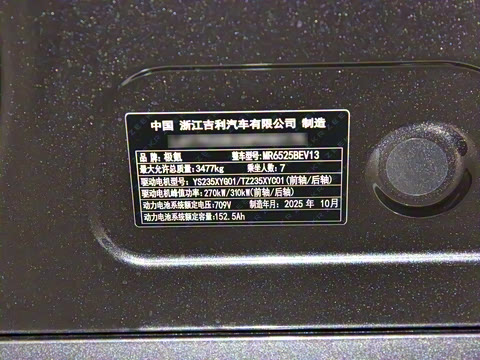 中国 浙江吉利汽车有限公司 制造
品 牌:极氪 整车型号:MR6525BEV13
最大允许总质量:3477kg 乘坐人数:7
驱动电机型号:YS235XYG01/TZ235XYC01(前轴/后轴)
驱动电机峰值功率:270kW/310kW(前轴/后轴)
动力电池系统额定电压:709V 制造年月:2025 年 10月
动力电池系统额定容量:152.5Ah